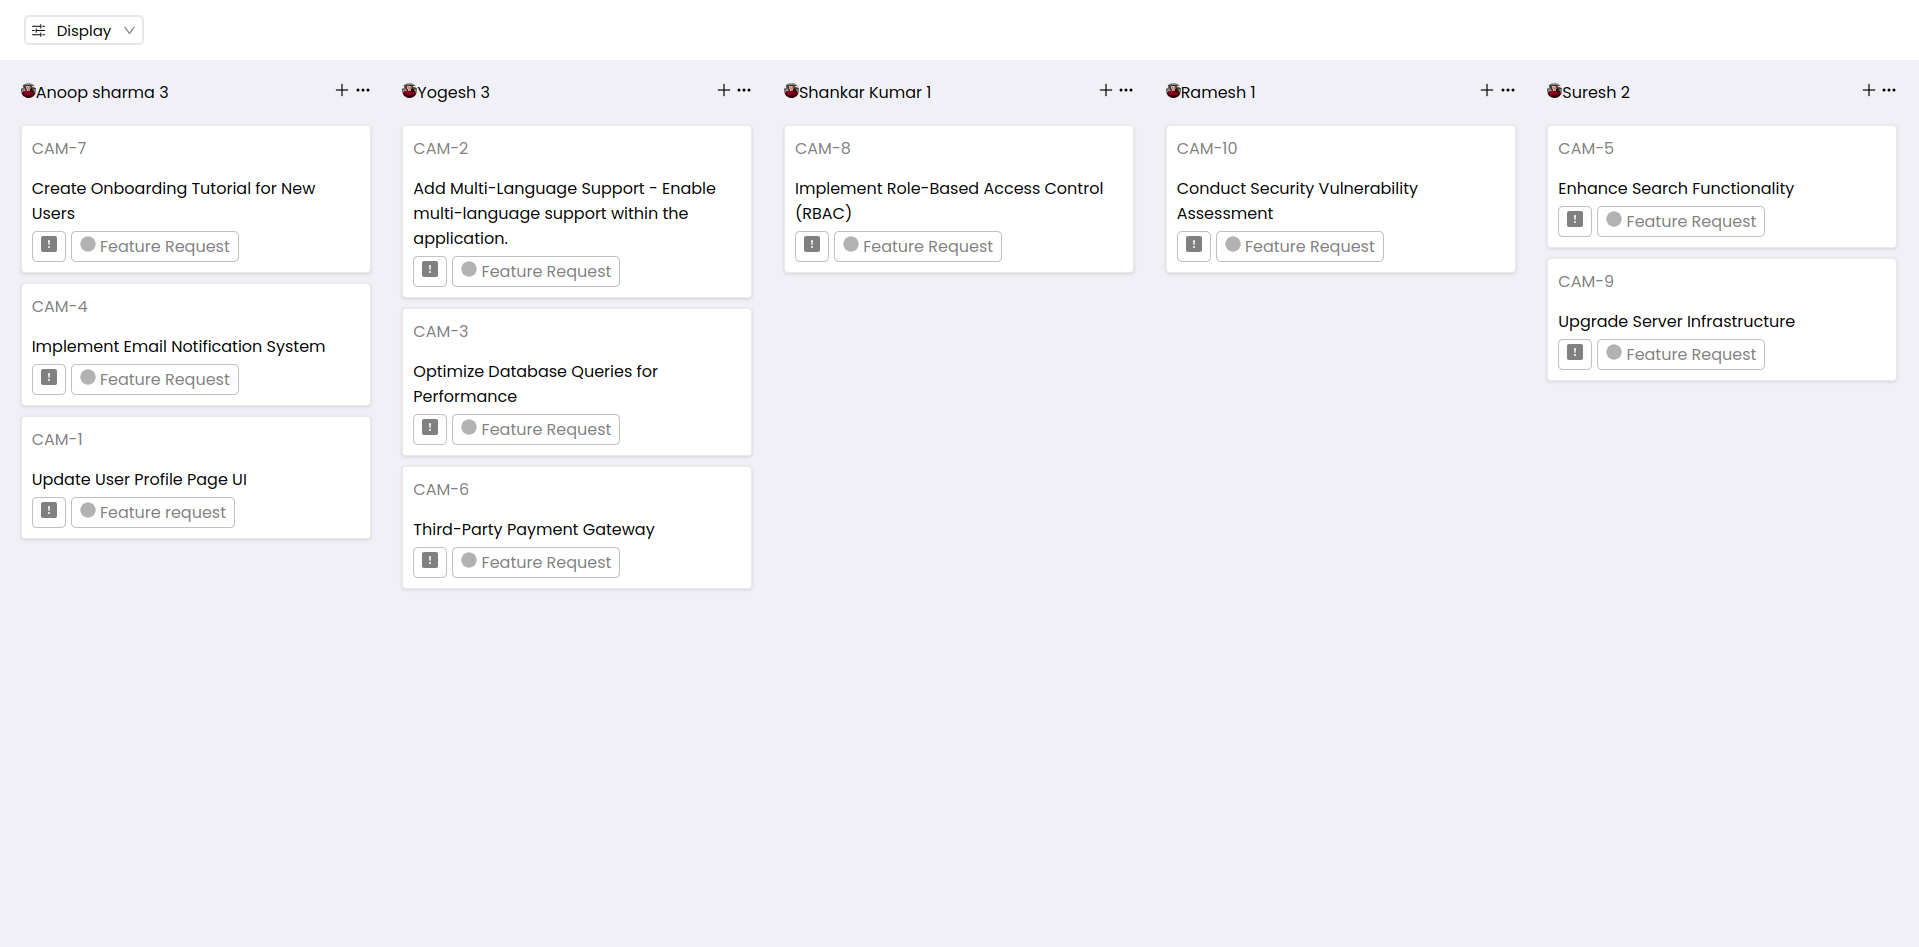 Display
Anoop sharma 3
CAM-7
Create Onboarding Tutorial for New
Users
! Feature Request
CAM-4
Implement Email Notification System
! Feature Request
CAM-1
Update User Profile Page UI
! Feature request
Yogesh 3
CAM-2
Add Multi-Language Support - Enable
multi-language support within the
application.
! Feature Request
CAM-3
Optimize Database Queries for
Performance
! Feature Request
CAM-6
Third-Party Payment Gateway
! Feature Request
Shankar Kumar 1
CAM-8
Implement Role-Based Access Control
(RBAC)
! Feature Request
Ramesh 1
CAM-10
Conduct Security Vulnerability
Assessment
! Feature Request
Suresh 2
CAM-5
Enhance Search Functionality
! Feature Request
CAM-9
Upgrade Server Infrastructure
! Feature Request